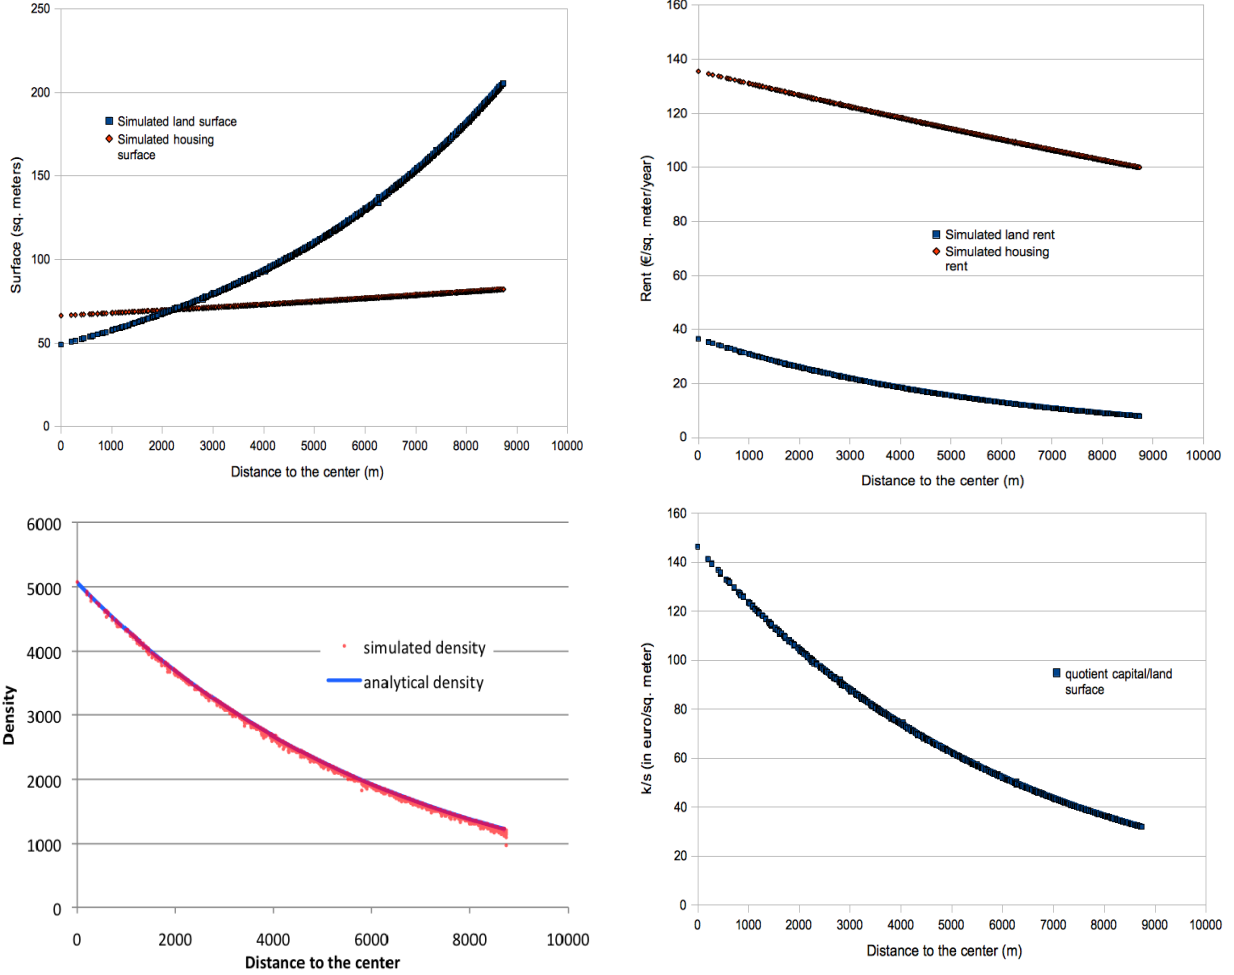 250
200
150
100
50
0
Surface (sq. meters)
Simulated land surface
Simulated housing
surface
0 1000 2000 3000 4000 5000 6000 7000 8000 9000 10000
Distance to the center (m)
160
140
120
100
80
60
40
20
0
Rent (€/sq. meter/year)
Simulated land rent
Simulated housing
rent
0 1000 2000 3000 4000 5000 6000 7000 8000 9000 10000
Distance to the center (m)
6000
5000
4000
3000
2000
1000
0
Density
simulated density
analytical density
0 2000 4000 6000 8000 10000
Distance to the center
160
140
120
100
80
60
40
20
0
k/s (in euro/sq. meter)
quotient capital/land
surface
0 1000 2000 3000 4000 5000 6000 7000 8000 9000 10000
Distance to the center (m)